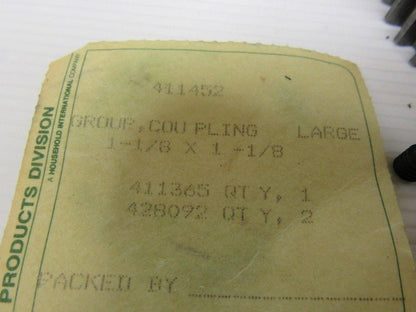 411452
GROUP, COUPLING LARGE
1-1/8 X 1 -1/8
411365 QTY, 1
428092 QTY, 2
PACKED BY
PRODUCTS DIVISION
A HOUSEHOLD INTERNATIONAL COMPANY